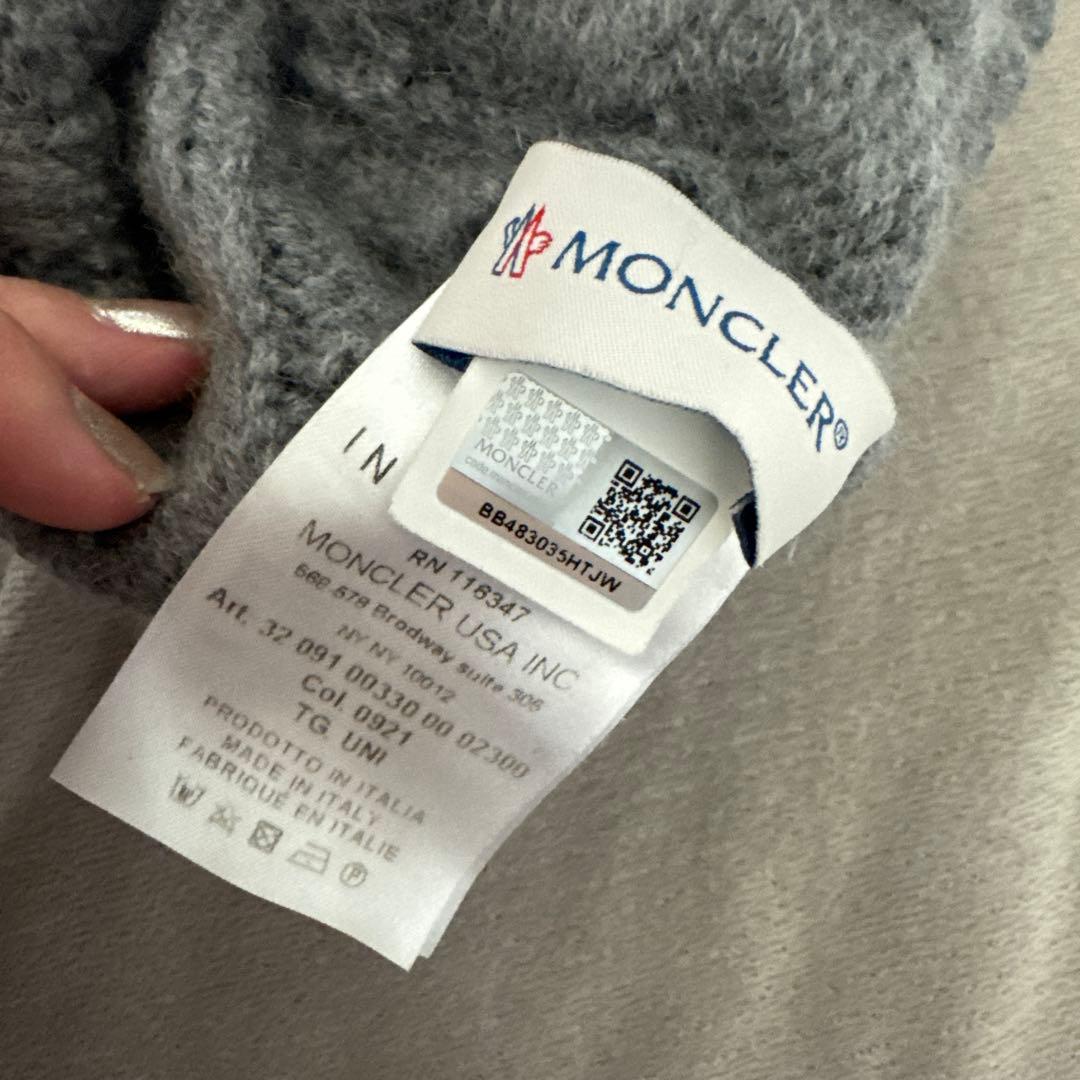 MONCLER®
MONCLER
BB483035HTJW
IN
RN 116347
MONCLER USA INC
568-578 Brodway suite 306
NY NY 10012
Art. 32 091 00330 00 02300
Col. 0921
TG. UNI
PRODOTTO IN ITALIA
MADE IN ITALY
FABRIQUÉ EN ITALIE
W
P